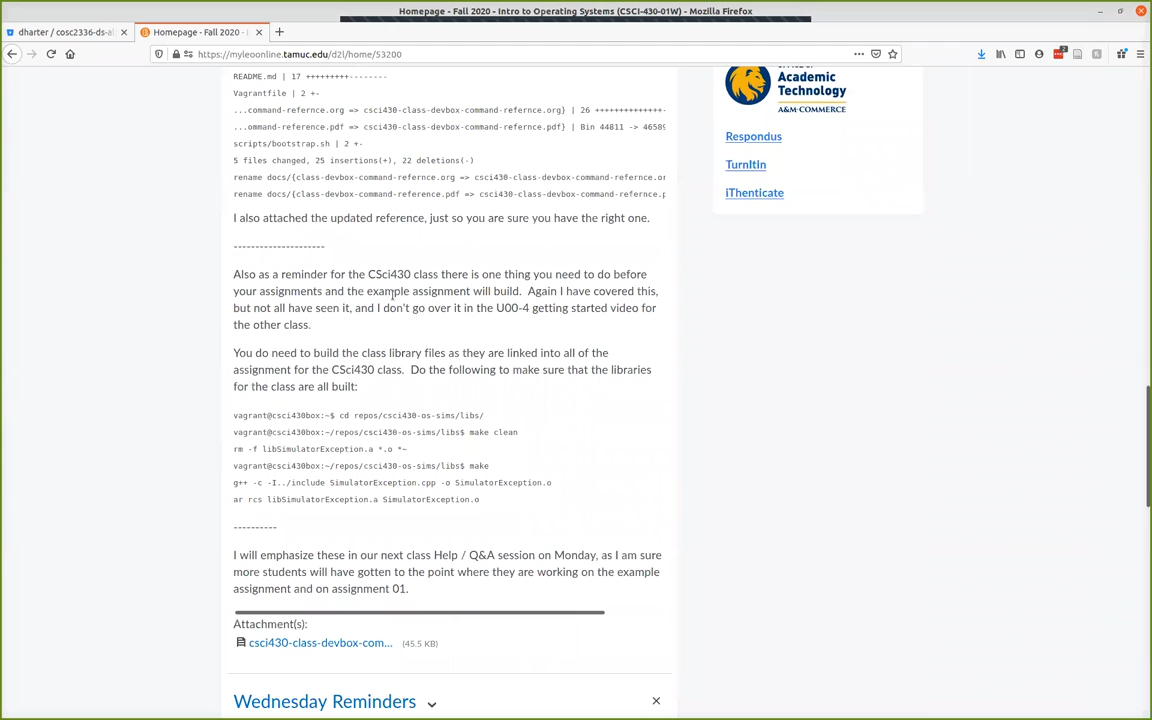 Homepage - Fall 2020 - Intro to Operating Systems (CSCI-430-01W) - Mozilla Firefox
dharter / cosc2336-ds-al
Homepage - Fall 2020 - I
https://myleoonline.tamuc.edu/d2l/home/53200
README.md | 17 +++++++++--------
Vagrantfile | 2 +-
...command-refernce.org => csci430-class-devbox-command-refernce.org} | 26 ++++++++++++++-
...ommand-reference.pdf => csci430-class-devbox-command-refernce.pdf} | Bin 44811 -> 46589
scripts/bootstrap.sh | 2 +-
5 files changed, 25 insertions(+), 22 deletions(-)
rename docs/{class-devbox-command-refernce.org => csci430-class-devbox-command-refernce.or
rename docs/{class-devbox-command-reference.pdf => csci430-class-devbox-command-refernce.p
I also attached the updated reference, just so you are sure you have the right one.
---------------------
Also as a reminder for the CSci430 class there is one thing you need to do before
your assignments and the example assignment will build. Again I have covered this,
but not all have seen it, and I don't go over it in the U00-4 getting started video for
the other class.
You do need to build the class library files as they are linked into all of the
assignment for the CSci430 class. Do the following to make sure that the libraries
for the class are all built:
vagrant@csci430box:~$ cd repos/csci430-os-sims/libs/
vagrant@csci430box:~/repos/csci430-os-sims/libs$ make clean
rm -f libSimulatorException.a *.o *~
vagrant@csci430box:~/repos/csci430-os-sims/libs$ make
g++ -c -I../include SimulatorException.cpp -o SimulatorException.o
ar rcs libSimulatorException.a SimulatorException.o
----------
I will emphasize these in our next class Help / Q&A session on Monday, as I am sure
more students will have gotten to the point where they are working on the example
assignment and on assignment 01.
Attachment(s):
csci430-class-devbox-com... (45.5 KB)
Wednesday Reminders
Academic
Technology
A&M-COMMERCE
Respondus
TurnItIn
iThenticate